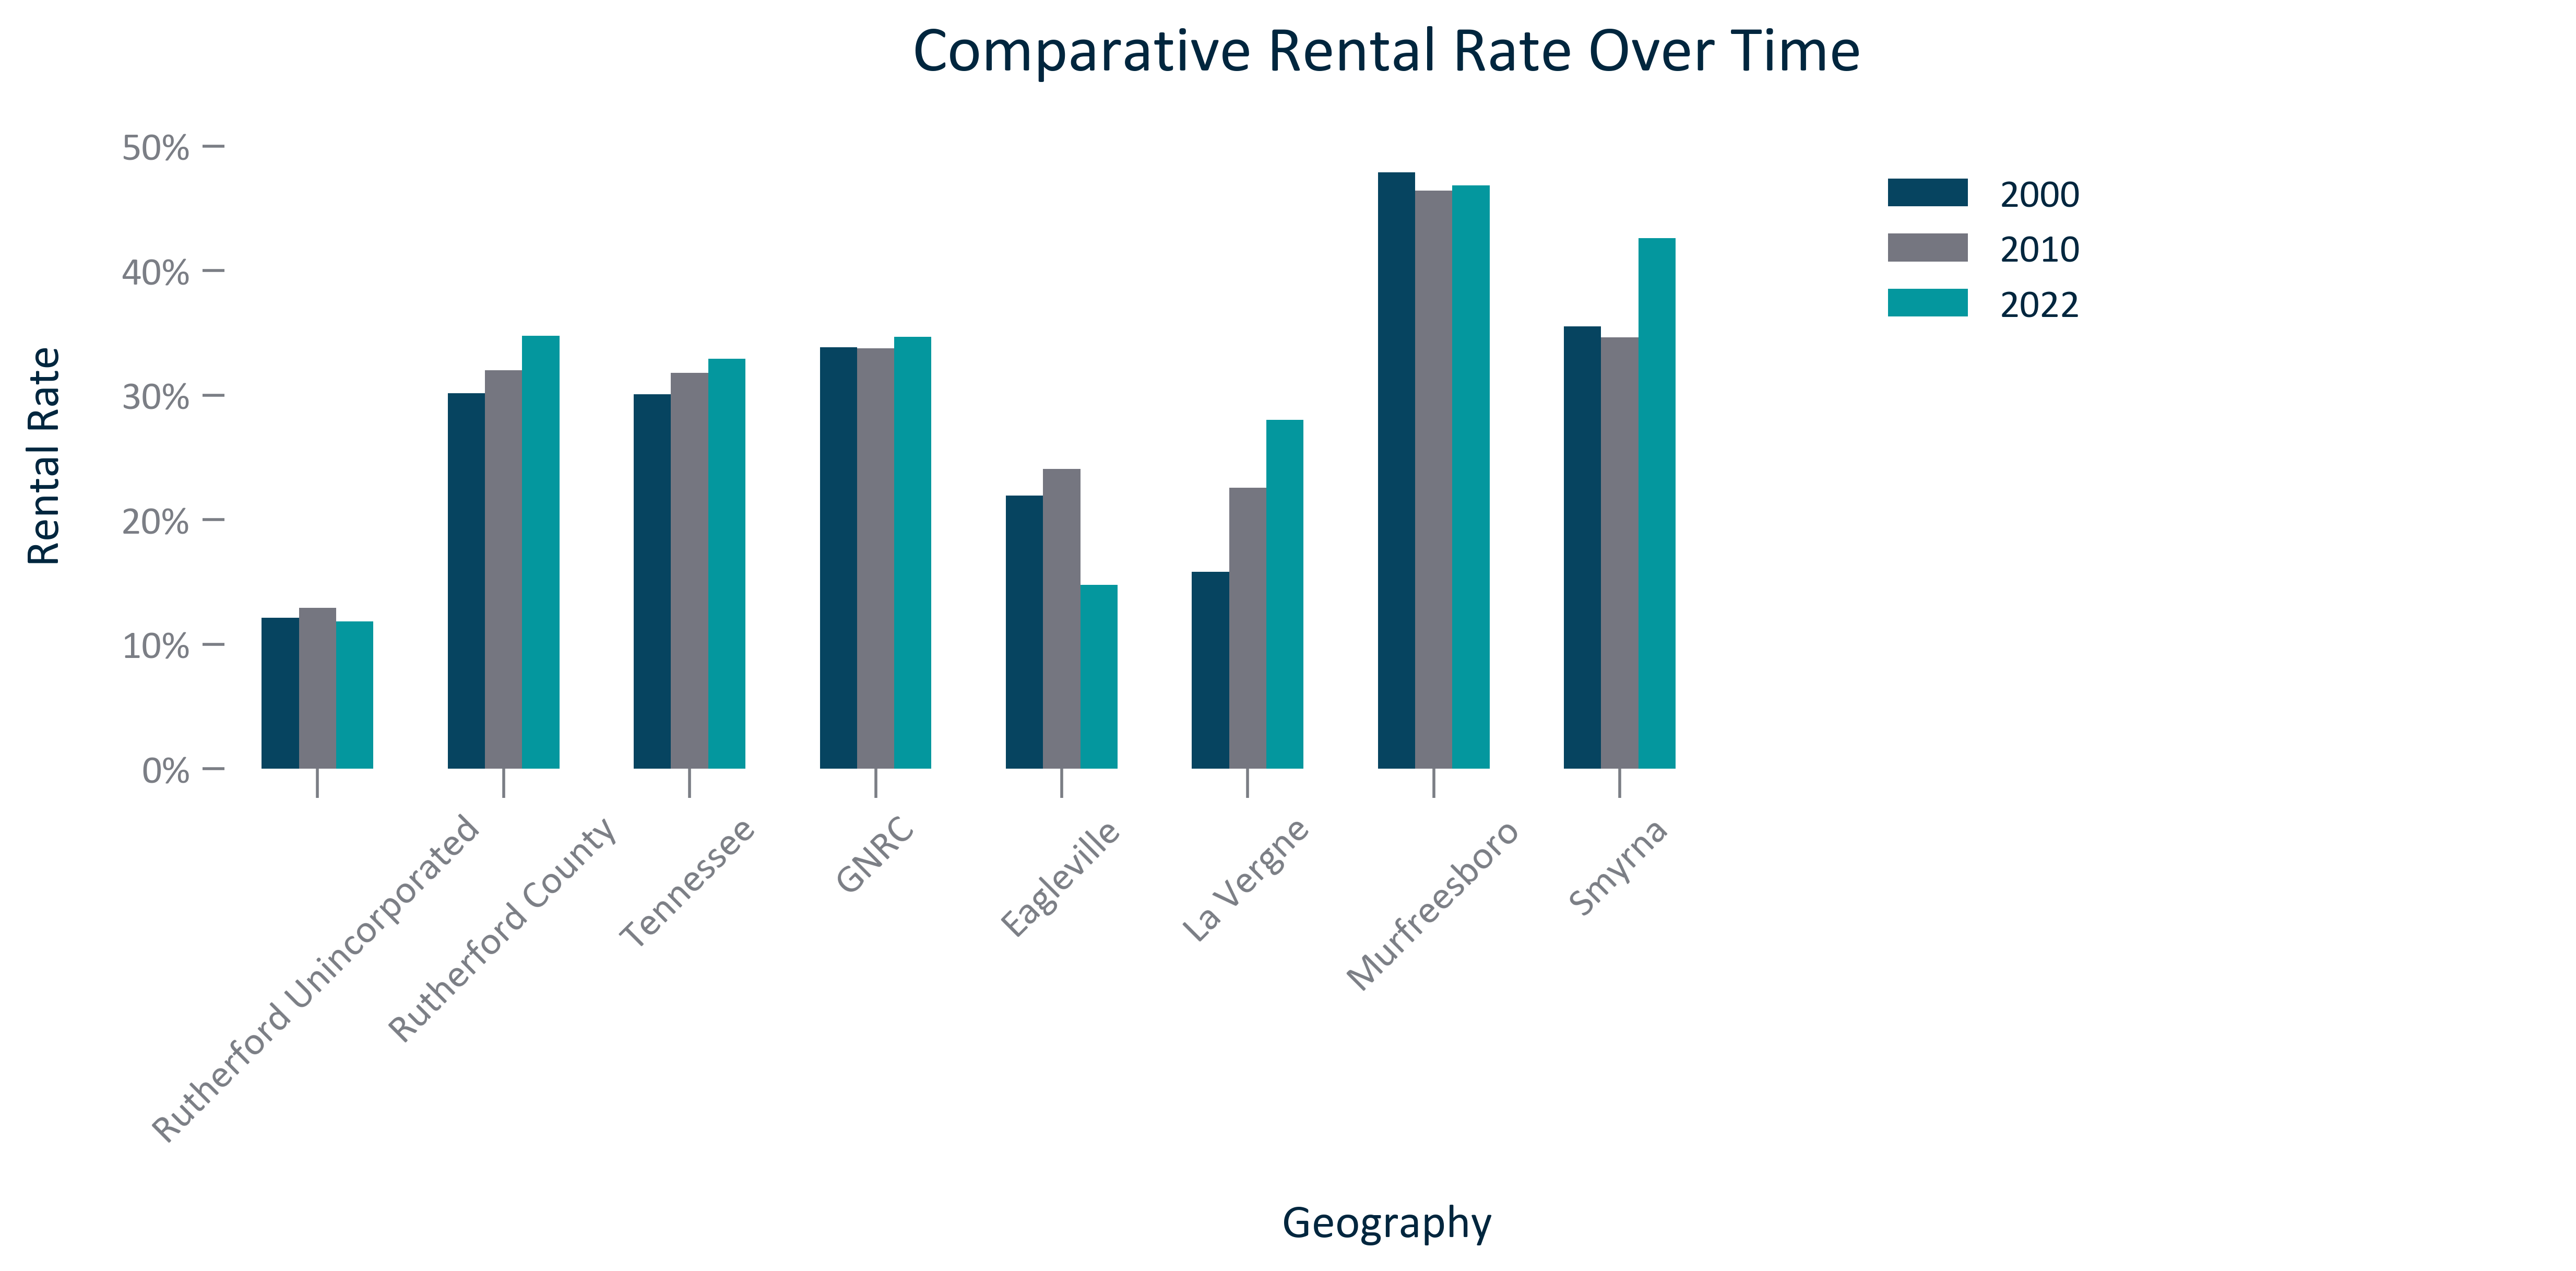 Comparative Rental Rate Over Time
50%
40%
30%
20%
10%
0%
Rental Rate
2000
2010
2022
Rutherford Unincorporated
Rutherford County
Tennessee
GNRC
Eagleville
La Vergne
Murfreesboro
Smyrna
Geography